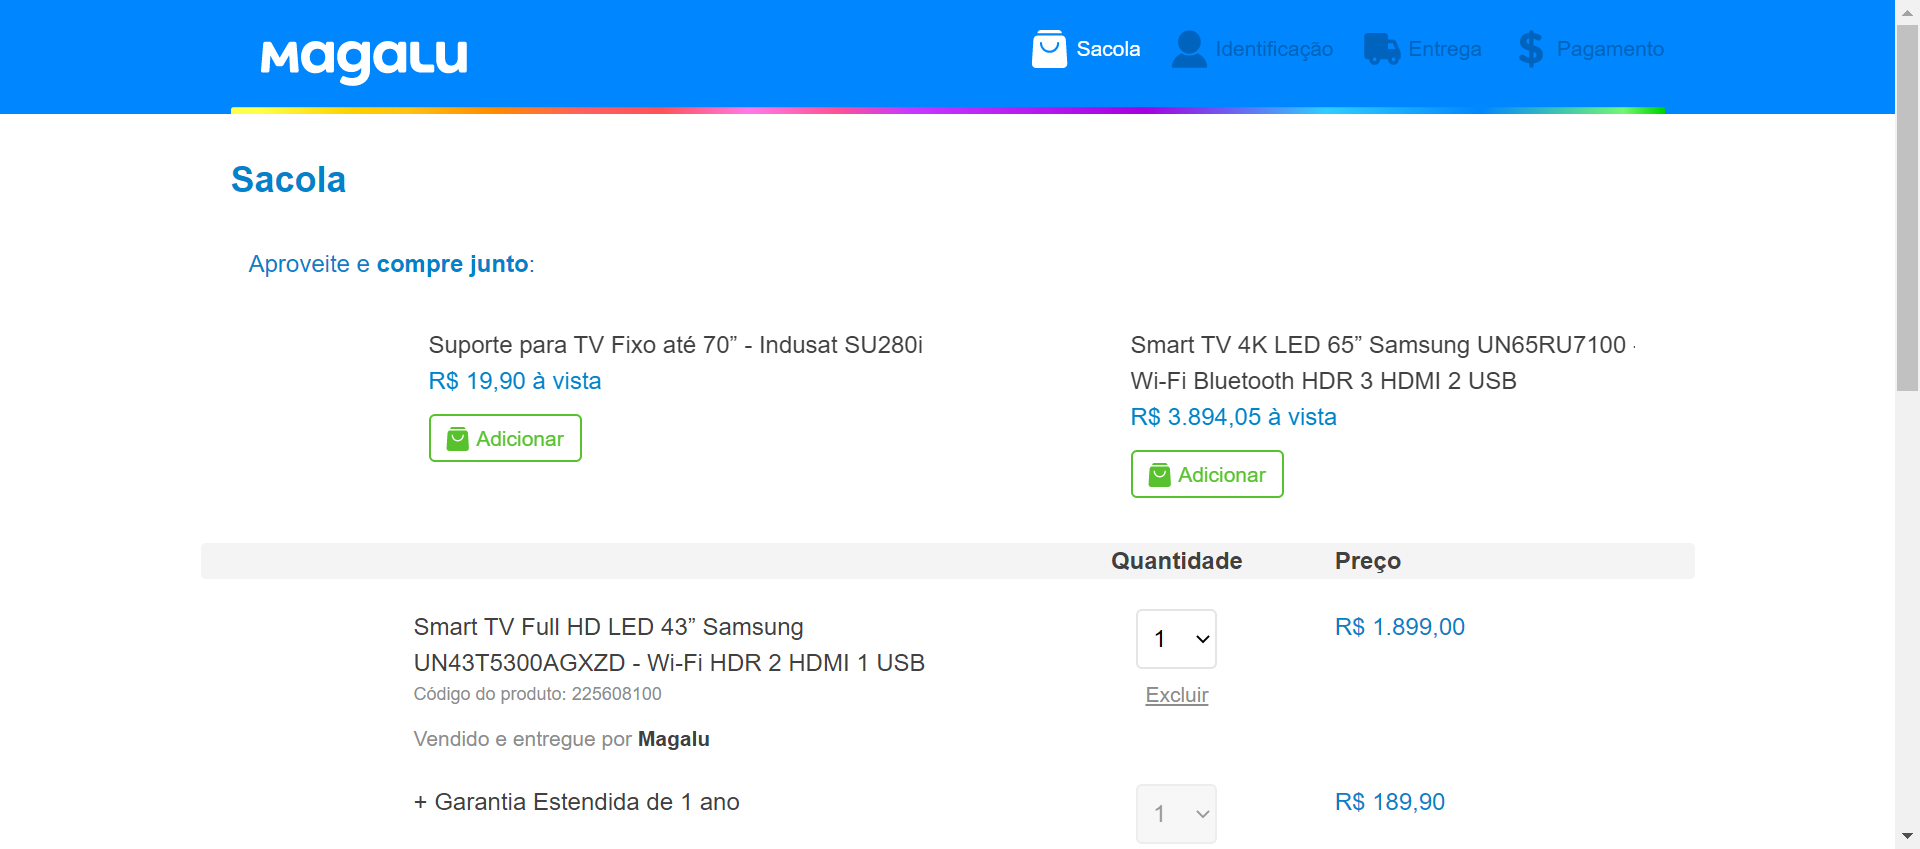 Magalu
Sacola
Identificação
Entrega
Pagamento
Sacola
Aproveite e compre junto:
Suporte para TV Fixo até 70” - Indusat SU280i
R$ 19,90 à vista
Adicionar
Smart TV 4K LED 65” Samsung UN65RU7100 -
Wi-Fi Bluetooth HDR 3 HDMI 2 USB
R$ 3.894,05 à vista
Adicionar
Quantidade
Preço
Smart TV Full HD LED 43” Samsung
UN43T5300AGXZD - Wi-Fi HDR 2 HDMI 1 USB
Código do produto: 225608100
Vendido e entregue por Magalu
1
Excluir
R$ 1.899,00
+ Garantia Estendida de 1 ano
1
R$ 189,90